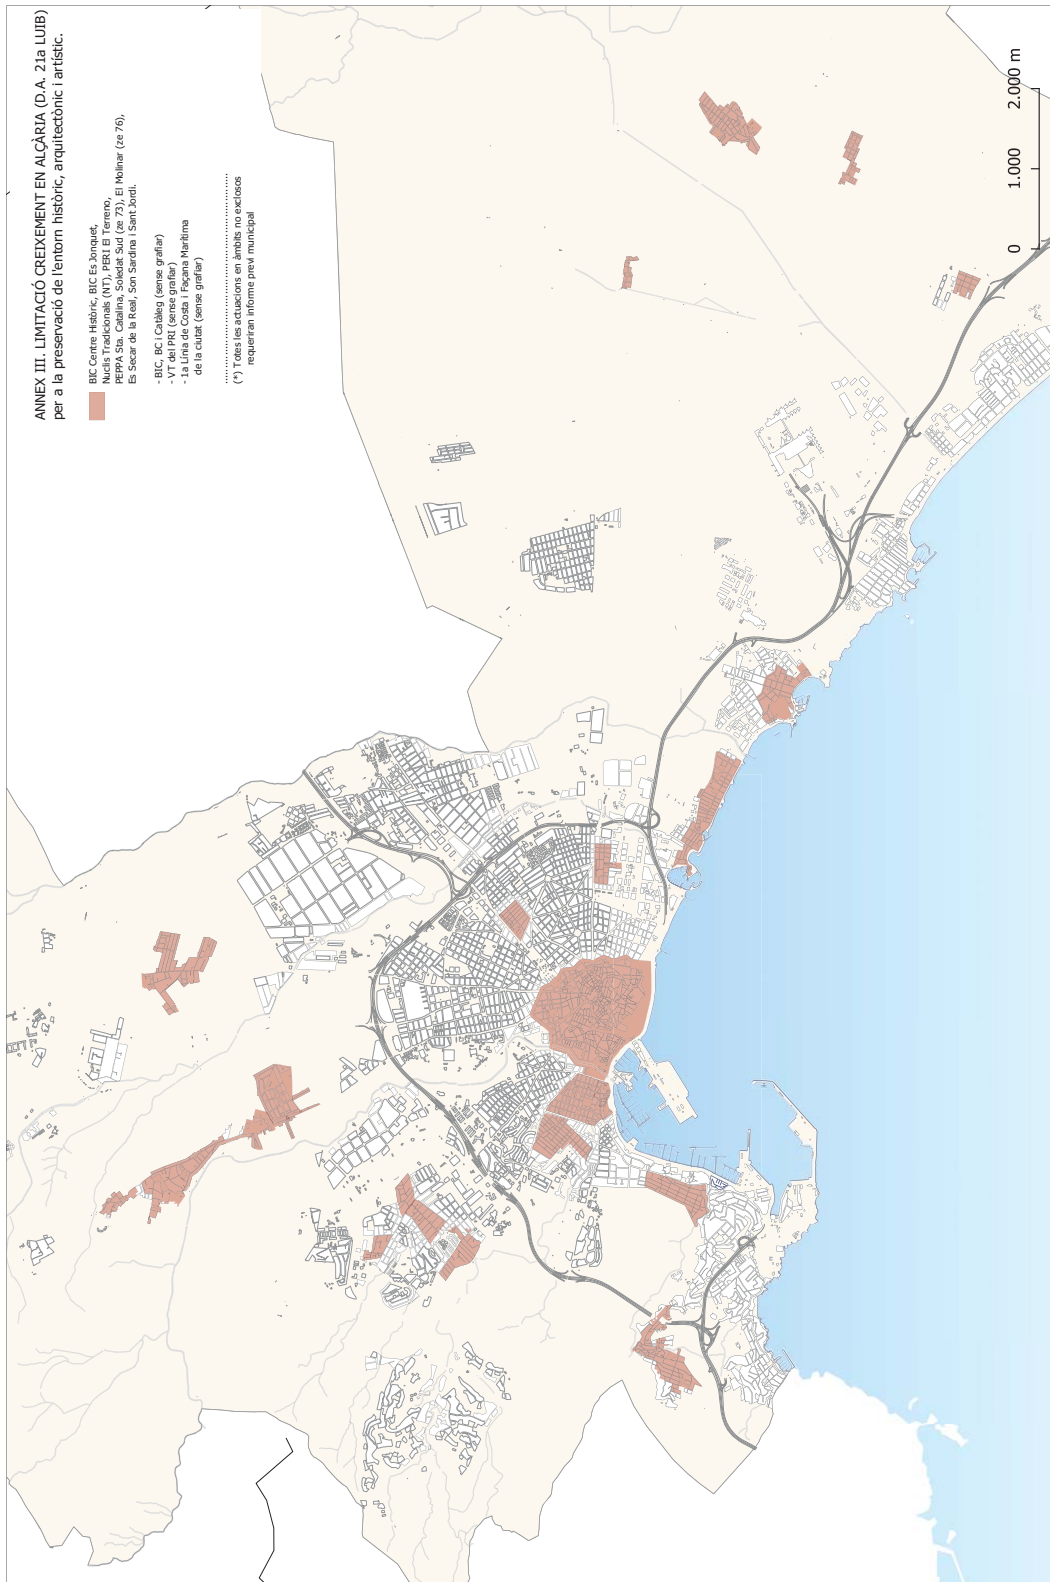 ANNEX III. LIMITACIÓ CREIXEMENT EN ALÇÀRIA (D.A. 21a LUIB)
per a la preservació de l'entorn històric, arquitectònic i artístic.
BIC Centre Històric, BIC Es Jonquet,
Nuclis Tradicionals (NT), PERI El Terreno,
PEPPA Sta. Catalina, Soledat Sud (ze 73), El Molinar (ze 76),
Es Secar de la Real, Son Sardina i Sant Jordi.
- BIC, BC i Catàleg (sense grafiar)
- VT del PRI (sense grafiar)
- 1a Línia de Costa i Façana Marítima
de la ciutat (sense grafiar)
(*) Totes les actuacions en àmbits no exclosos
requeriran informe previ municipal
0 1.000 2.000 m